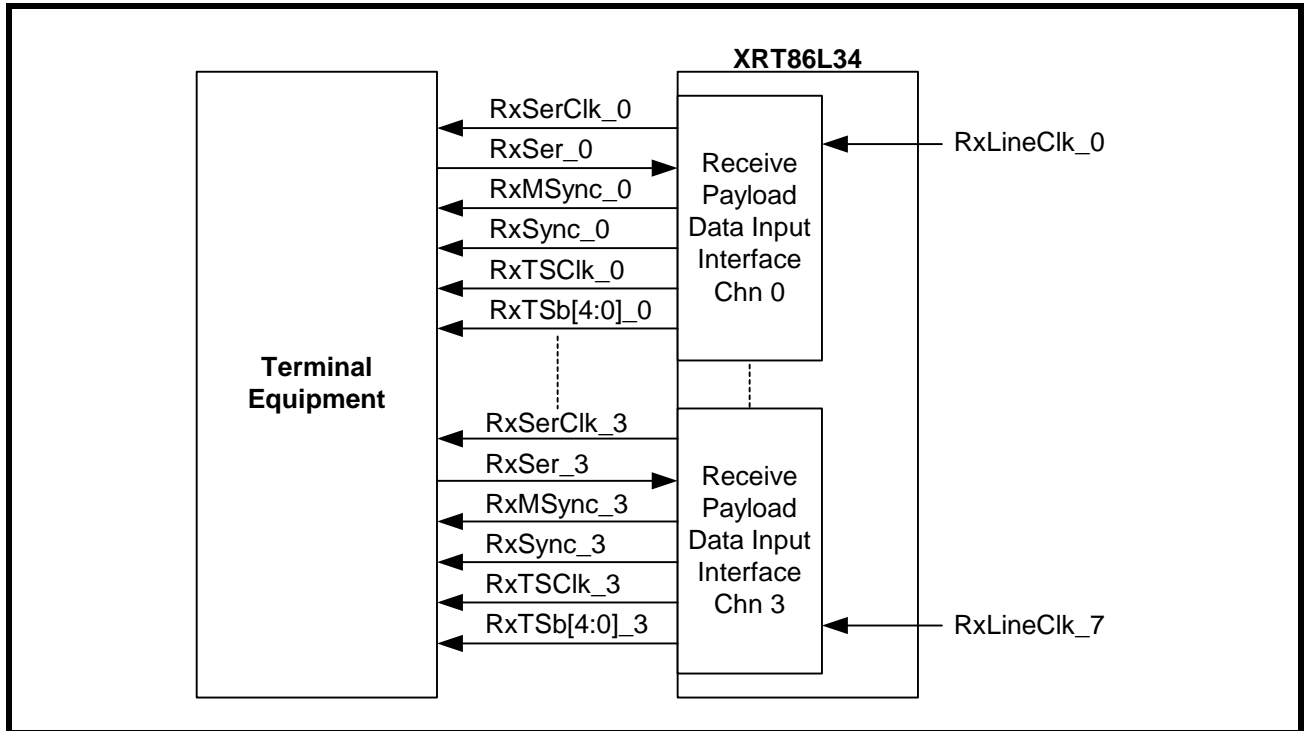 XRT86L34
RxSerClk_0
RxSer_0
RxMSync_0
RxSync_0
RxTSClk_0
RxTSb[4:0]_0
Receive
Payload
Data Input
Interface
Chn 0
RxLineClk_0
Terminal
Equipment
RxSerClk_3
RxSer_3
RxMSync_3
RxSync_3
RxTSClk_3
RxTSb[4:0]_3
Receive
Payload
Data Input
Interface
Chn 3
RxLineClk_7